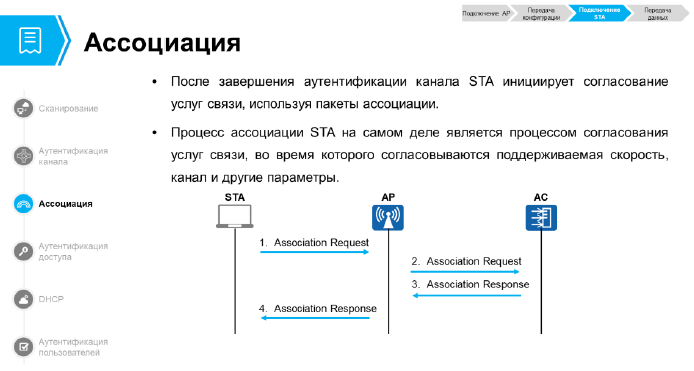 Подключение AP
Передача
конфигурации
Подключение
STA
Передача
данных
Ассоциация
• После завершения аутентификации канала STA инициирует согласование
услуг связи, используя пакеты ассоциации.
• Процесс ассоциации STA на самом деле является процессом согласования
услуг связи, во время которого согласовываются поддерживаемая скорость,
канал и другие параметры.
Сканирование
Аутентификация
канала
Ассоциация
Аутентификация
доступа
DHCP
Аутентификация
пользователей
STA
AP
AC
1. Association Request
2. Association Request
3. Association Response
4. Association Response